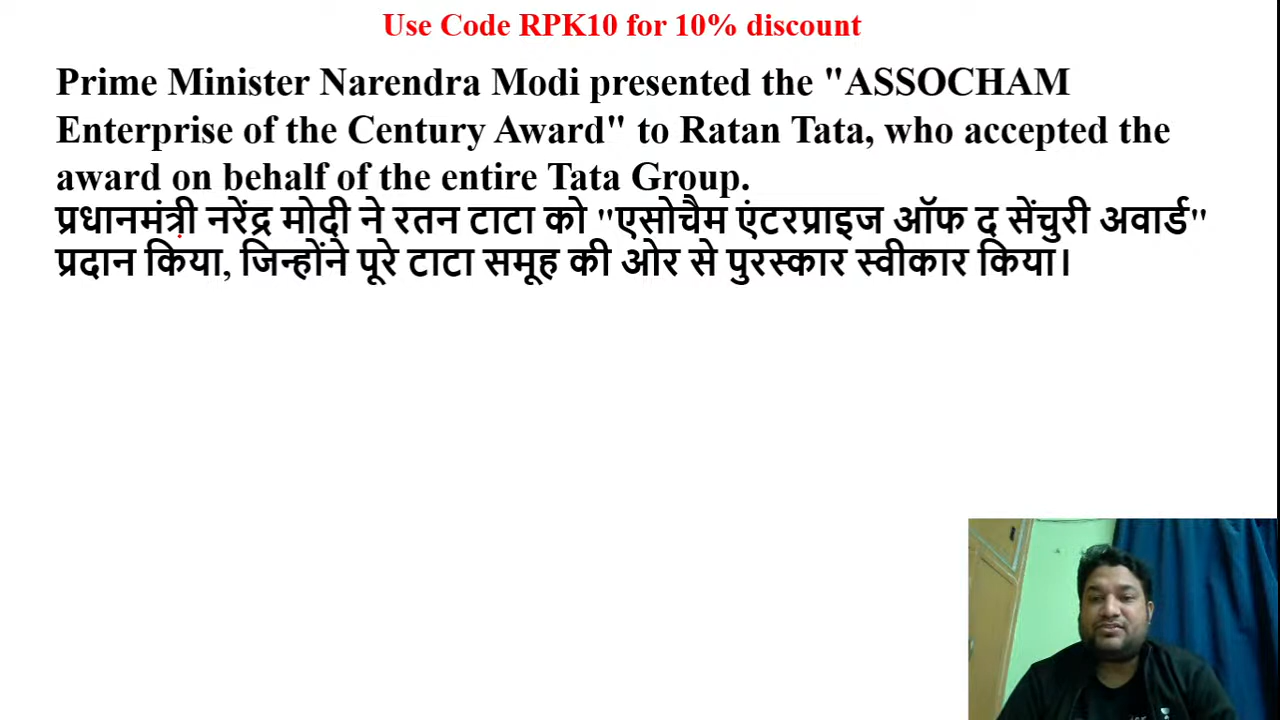 Use Code RPK10 for 10% discount
Prime Minister Narendra Modi presented the "ASSOCHAM
Enterprise of the Century Award" to Ratan Tata, who accepted the
award on behalf of the entire Tata Group.
प्रधानमंत्री नरेंद्र मोदी ने रतन टाटा को "एसोचैम एंटरप्राइज ऑफ द सेंचुरी अवार्ड"
प्रदान किया, जिन्होंने पूरे टाटा समूह की ओर से पुरस्कार स्वीकार किया।